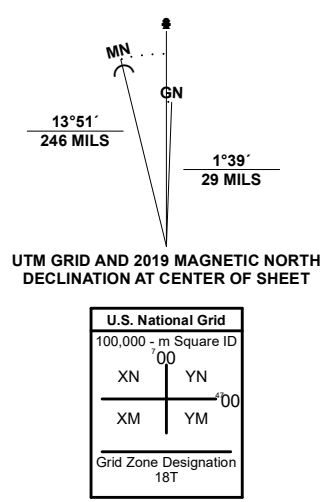 MN
GN
13°51´
246 MILS
1°39´
29 MILS
UTM GRID AND 2019 MAGNETIC NORTH
DECLINATION AT CENTER OF SHEET
U.S. National Grid
100,000 - m Square ID
700
XN YN
4700
XM YM
Grid Zone Designation
18T